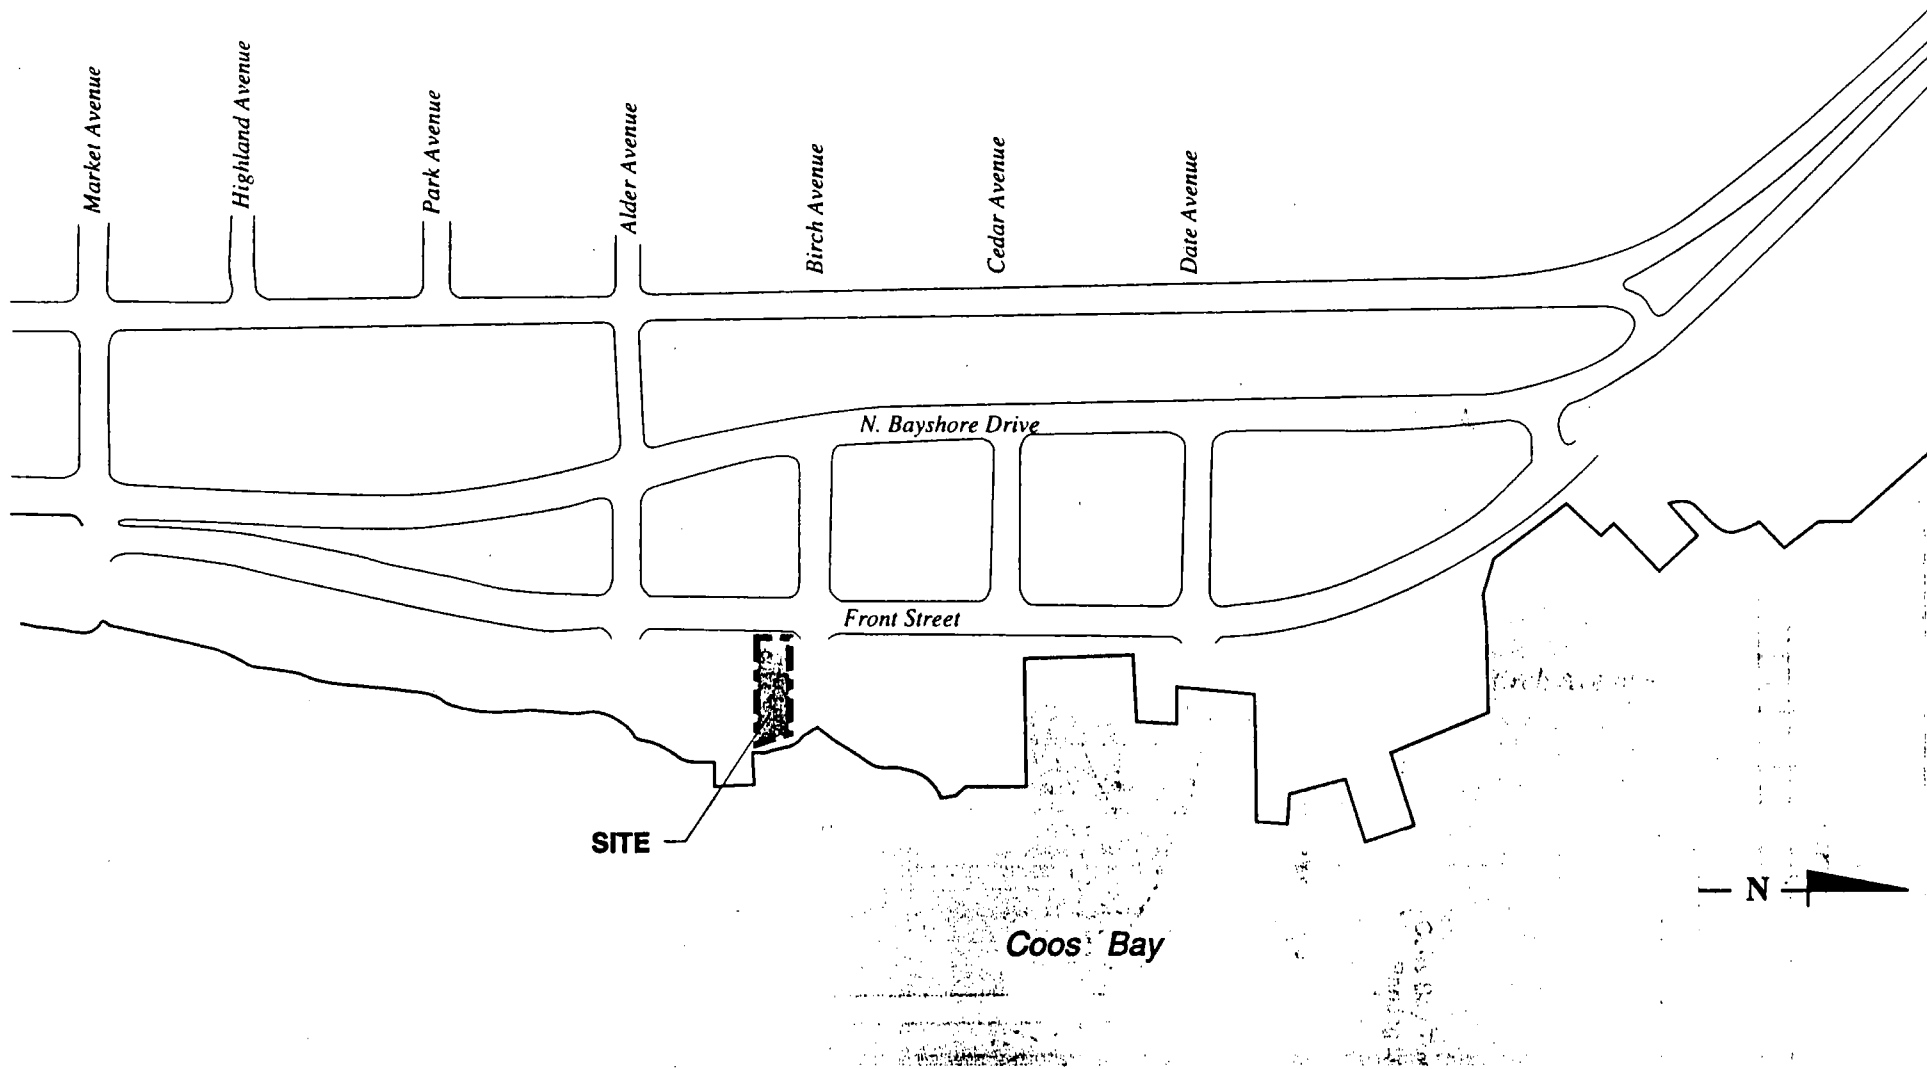 Market Avenue
Highland Avenue
Park Avenue
Alder Avenue
Birch Avenue
Cedar Avenue
Date Avenue
N. Bayshore Drive
Front Street
SITE
N
Coos Bay